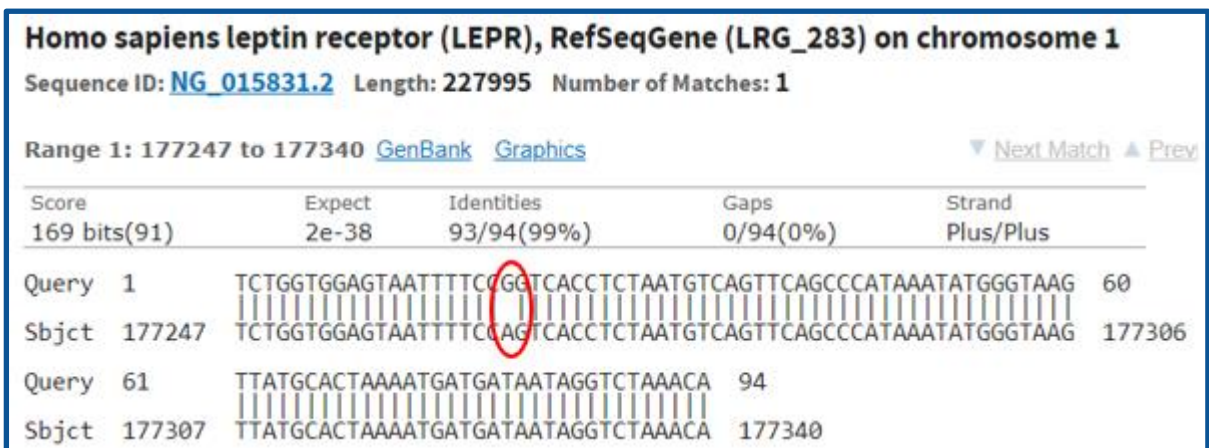 Homo sapiens leptin receptor (LEPR), RefSeqGene (LRG_283) on chromosome 1
Sequence ID: NG_015831.2 Length: 227995 Number of Matches: 1
Range 1: 177247 to 177340 GenBank Graphics ▼ Next Match ▲ Prev
Score Expect Identities Gaps Strand
169 bits(91) 2e-38 93/94(99%) 0/94(0%) Plus/Plus
Query 1 TCTGGTGGAGTAATTTTCCGGTCACCTCTAATGTCAGTTCAGCCCATAAATATGGGTAAG 60
Sbjct 177247 TCTGGTGGAGTAATTTTCCAGTCACCTCTAATGTCAGTTCAGCCCATAAATATGGGTAAG 177306
Query 61 TTATGCACTAAAATGATGATAATAGGTCTAAACA 94
Sbjct 177307 TTATGCACTAAAATGATGATAATAGGTCTAAACA 177340